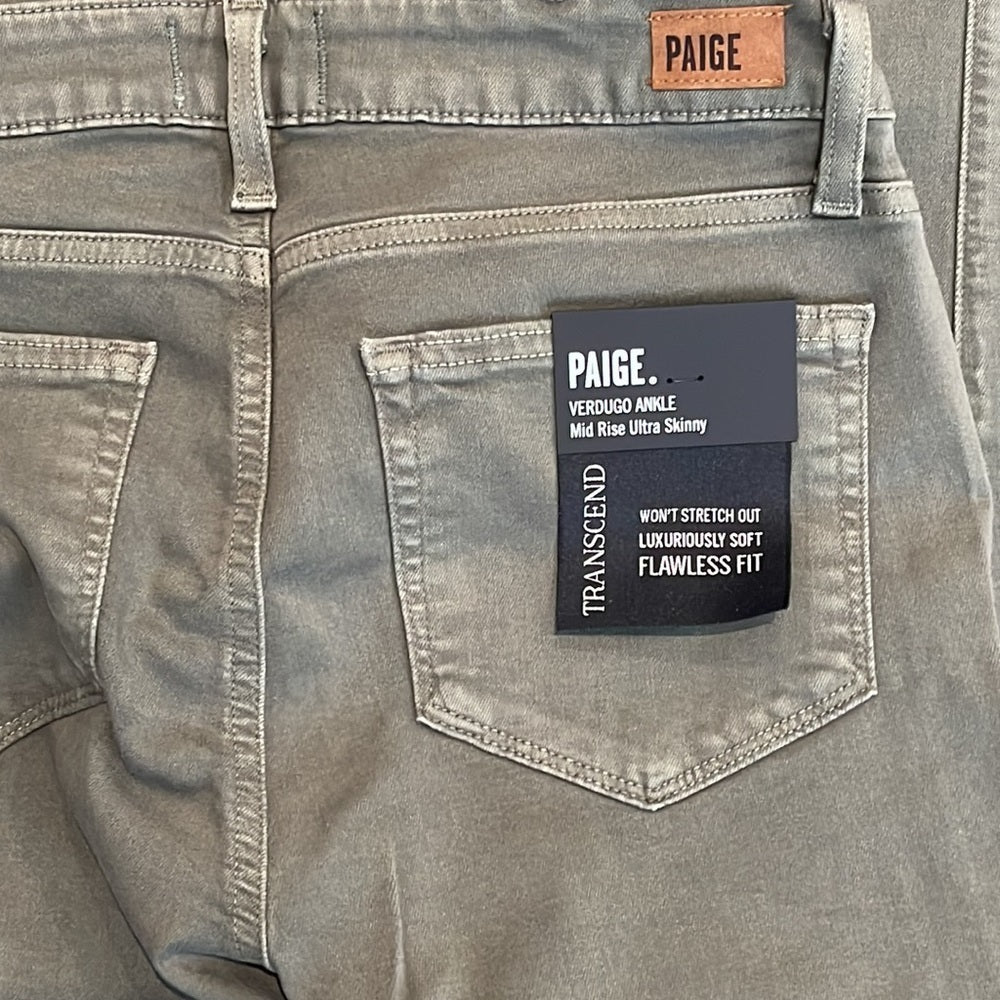 PAIGE
PAIGE.
VERDUGO ANKLE
Mid Rise Ultra Skinny
TRANSCEND
WON'T STRETCH OUT
LUXURIOUSLY SOFT
FLAWLESS FIT